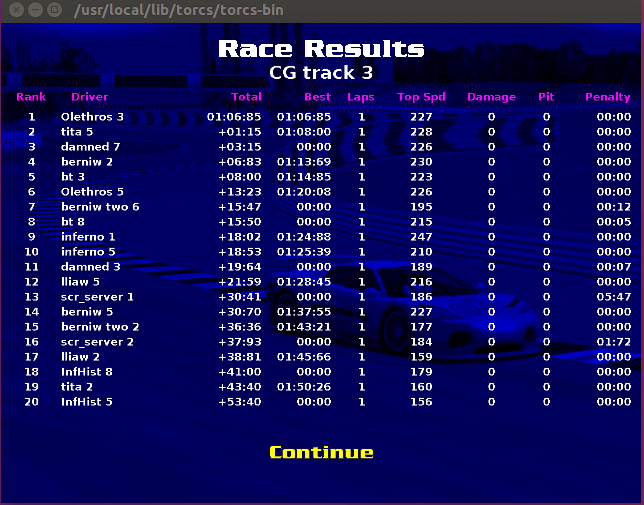 /usr/local/lib/torcs/torcs-bin
Race Results
CG track 3
Rank Driver Total Best Laps Top Spd Damage Pit Penalty
1 Olethros 3 01:06:85 01:06:85 1 227 0 0 00:00
2 tita 5 +01:15 01:08:00 1 228 0 0 00:00
3 damned 7 +03:15 00:00 1 226 0 0 00:00
4 berniw 2 +06:83 01:13:69 1 230 0 0 00:00
5 bt 3 +08:00 01:14:85 1 223 0 0 00:00
6 Olethros 5 +13:23 01:20:08 1 226 0 0 00:00
7 berniw two 6 +15:47 00:00 1 195 0 0 00:12
8 bt 8 +15:50 00:00 1 215 0 0 00:05
9 inferno 1 +18:02 01:24:88 1 247 0 0 00:00
10 inferno 5 +18:53 01:25:39 1 210 0 0 00:00
11 damned 3 +19:64 00:00 1 189 0 0 00:07
12 lliaw 5 +21:59 01:28:45 1 216 0 0 00:00
13 scr_server 1 +30:41 00:00 1 186 0 0 05:47
14 berniw 5 +30:70 01:37:55 1 227 0 0 00:00
15 berniw two 2 +36:36 01:43:21 1 177 0 0 00:00
16 scr_server 2 +37:93 00:00 1 184 0 0 01:72
17 lliaw 2 +38:81 01:45:66 1 159 0 0 00:00
18 InfHist 8 +41:00 00:00 1 179 0 0 00:00
19 tita 2 +43:40 01:50:26 1 160 0 0 00:00
20 InfHist 5 +53:40 00:00 1 156 0 0 00:00
Continue